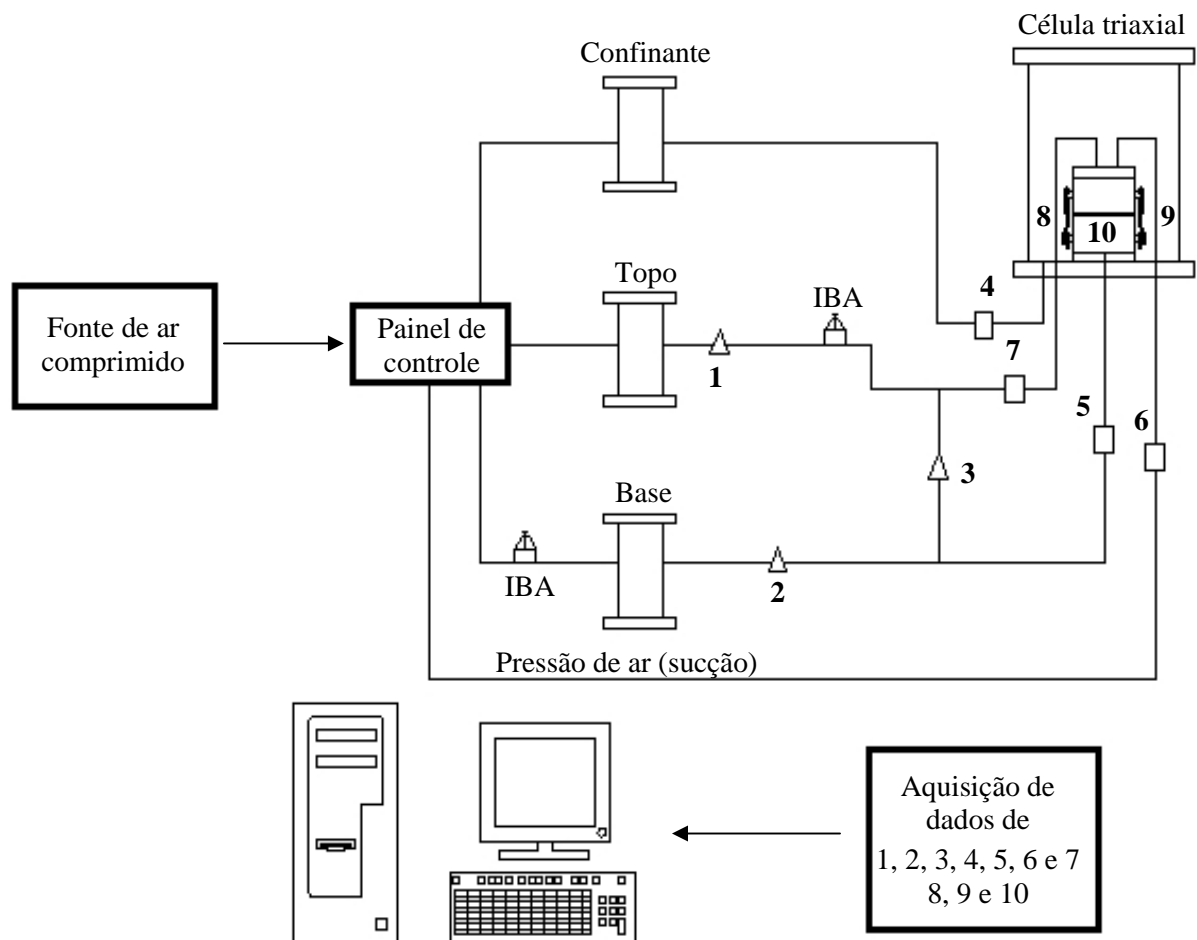 Célula triaxial
Confinante
8
9
10
Topo
IBA
4
Fonte de ar
comprimido
Painel de
controle
1
7
5
6
3
Base
IBA
2
Pressão de ar (sucção)
Aquisição de
dados de
1, 2, 3, 4, 5, 6 e 7
8, 9 e 10